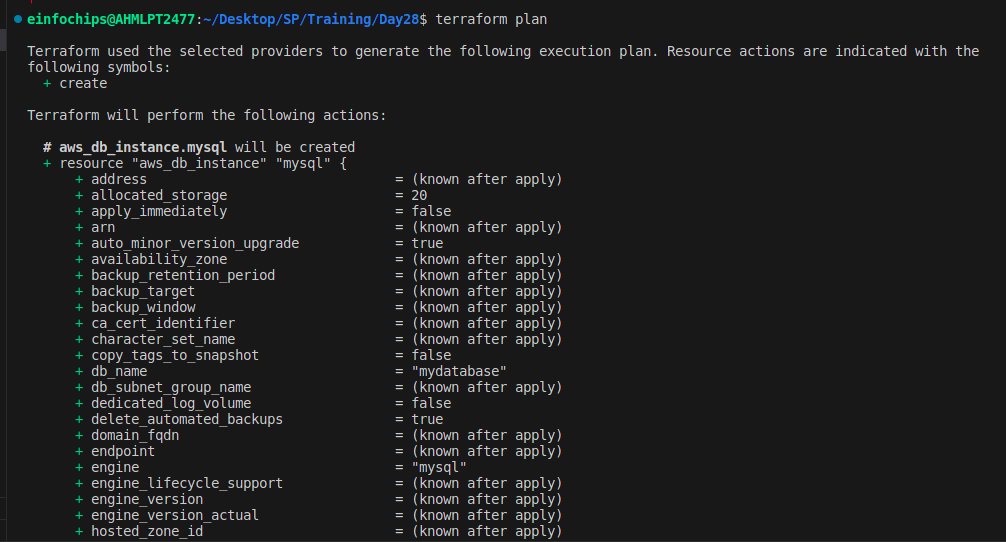 einfochips@AHMLPT2477:~/Desktop/SP/Training/Day28$ terraform plan
Terraform used the selected providers to generate the following execution plan. Resource actions are indicated with the
following symbols:
+ create
Terraform will perform the following actions:
# aws_db_instance.mysql will be created
+ resource "aws_db_instance" "mysql" {
+ address = (known after apply)
+ allocated_storage = 20
+ apply_immediately = false
+ arn = (known after apply)
+ auto_minor_version_upgrade = true
+ availability_zone = (known after apply)
+ backup_retention_period = (known after apply)
+ backup_target = (known after apply)
+ backup_window = (known after apply)
+ ca_cert_identifier = (known after apply)
+ character_set_name = (known after apply)
+ copy_tags_to_snapshot = false
+ db_name = "mydatabase"
+ db_subnet_group_name = (known after apply)
+ dedicated_log_volume = false
+ delete_automated_backups = true
+ domain_fqdn = (known after apply)
+ endpoint = (known after apply)
+ engine = "mysql"
+ engine_lifecycle_support = (known after apply)
+ engine_version = (known after apply)
+ engine_version_actual = (known after apply)
+ hosted_zone_id = (known after apply)